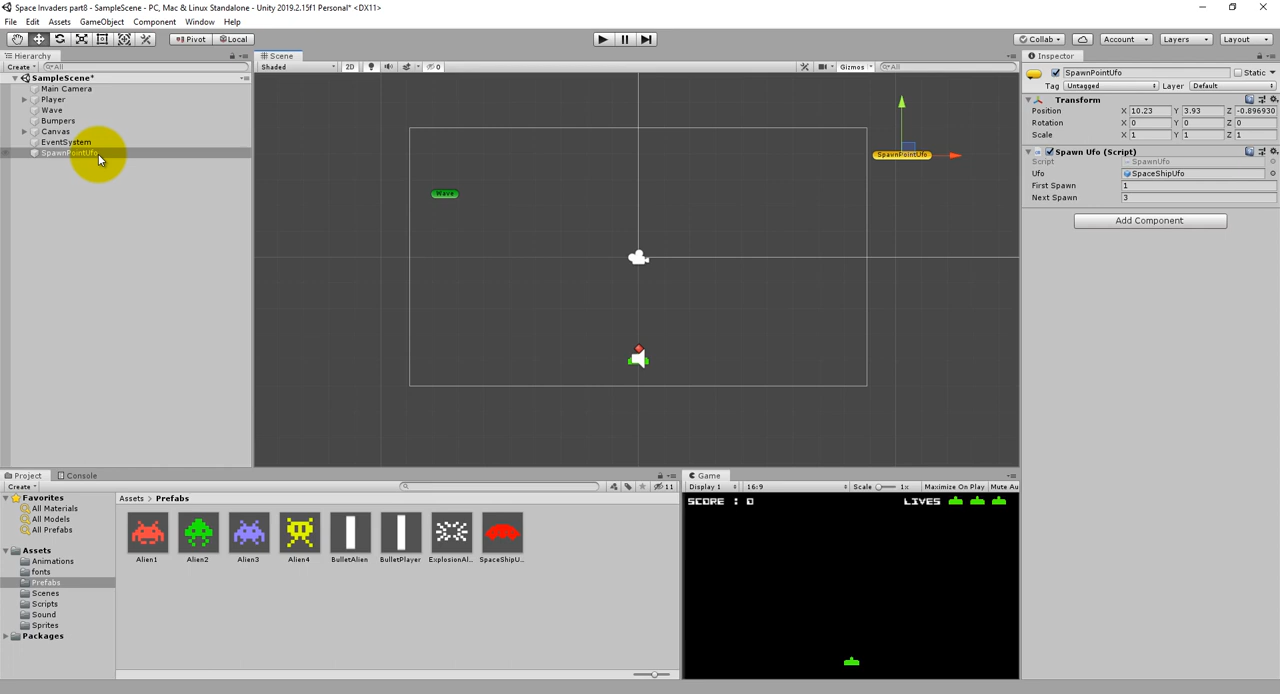 Space Invaders part8 - SampleScene - PC, Mac & Linux Standalone - Unity 2019.2.15f1 Personal* <DX11>
File Edit Assets GameObject Component Window Help
Pivot Local Collab Account Layers Layout
Hierarchy
Create All
SampleScene*
Main Camera
Player
Wave
Bumpers
Canvas
EventSystem
SpawnPointUfo
Scene
Shaded 2D 0 Gizmos All
SpawnPointUfo
Wave
Inspector
SpawnPointUfo Static
Tag Untagged Layer Default
Transform
Position X 10.23 Y 3.93 Z -0.896930
Rotation X 0 Y 0 Z 0
Scale X 1 Y 1 Z 1
Spawn Ufo (Script)
Script SpawnUfo
Ufo SpaceShipUfo
First Spawn 1
Next Spawn 3
Add Component
Project Console
Create 11
Favorites
All Materials
All Models
All Prefabs
Assets
Animations
fonts
Prefabs
Scenes
Scripts
Sound
Sprites
Packages
Assets > Prefabs
Alien1 Alien2 Alien3 Alien4 BulletAlien BulletPlayer ExplosionAl... SpaceShipU...
Game
Display 1 16:9 Scale 1x Maximize On Play Mute Au
SCORE : 0 LIVES